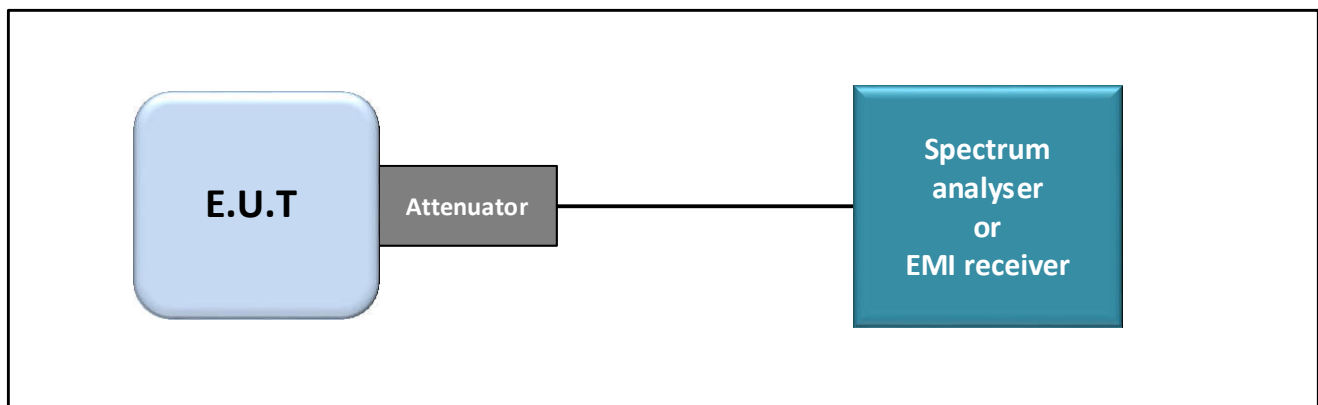 E.U.T
Attenuator
Spectrum
analyser
or
EMI receiver